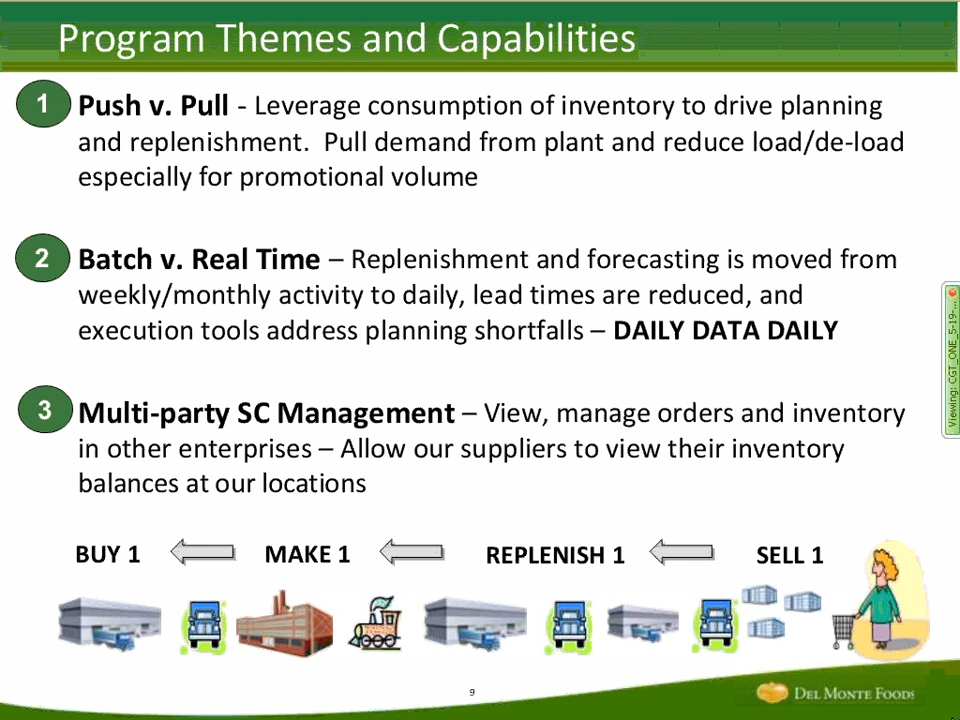 Program Themes and Capabilities
1
Push v. Pull - Leverage consumption of inventory to drive planning
and replenishment.  Pull demand from plant and reduce load/de-load
especially for promotional volume
2
Batch v. Real Time – Replenishment and forecasting is moved from
weekly/monthly activity to daily, lead times are reduced, and
execution tools address planning shortfalls – DAILY DATA DAILY
3
Multi-party SC Management – View, manage orders and inventory
in other enterprises – Allow our suppliers to view their inventory
balances at our locations
BUY 1 MAKE 1 REPLENISH 1 SELL 1
9
DEL MONTE FOODS
Viewing: CGT_ONE_5-19-...